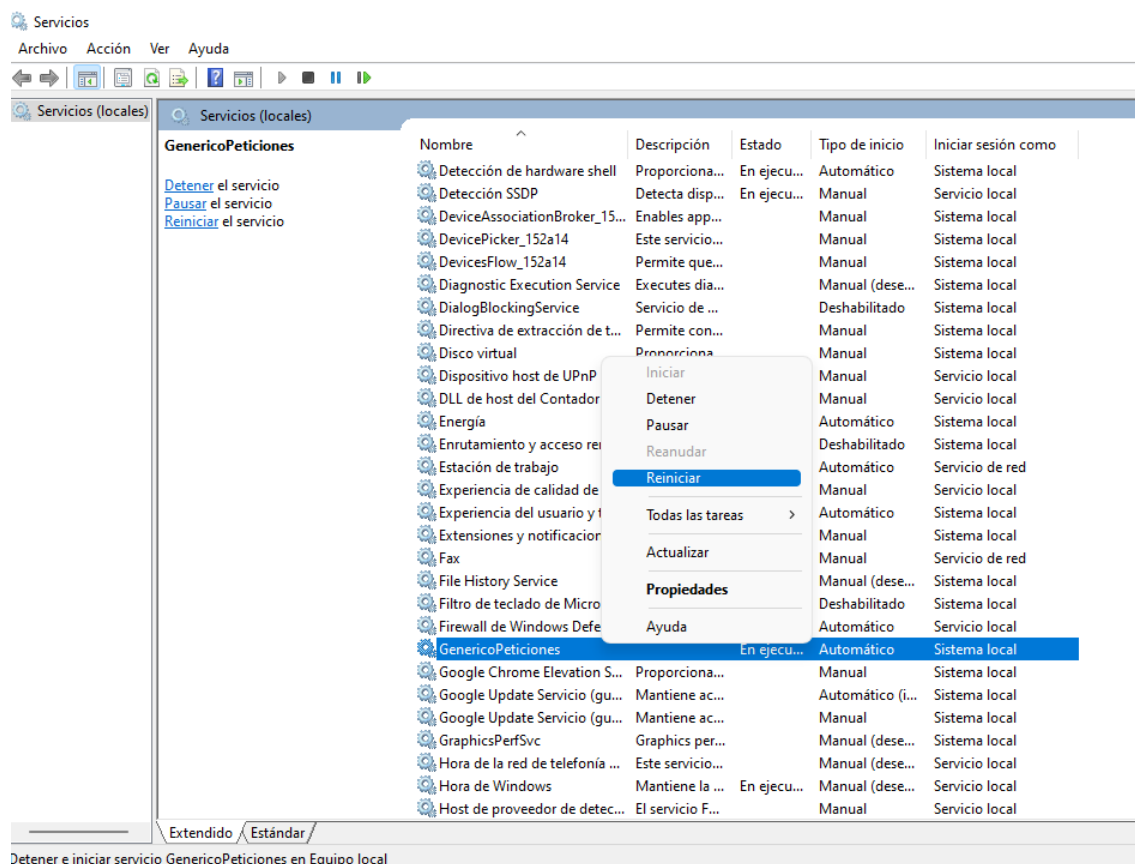 Servicios
Archivo Acción Ver Ayuda
Servicios (locales)
Servicios (locales)
GenericoPeticiones
Detener el servicio
Pausar el servicio
Reiniciar el servicio
Nombre Descripción Estado Tipo de inicio Iniciar sesión como
Detección de hardware shell Proporciona... En ejecu... Automático Sistema local
Detección SSDP Detecta disp... En ejecu... Manual Servicio local
DeviceAssociationBroker_15... Enables app... Manual Sistema local
DevicePicker_152a14 Este servicio... Manual Sistema local
DevicesFlow_152a14 Permite que... Manual Sistema local
Diagnostic Execution Service Executes dia... Manual (dese... Sistema local
DialogBlockingService Servicio de ... Deshabilitado Sistema local
Directiva de extracción de t... Permite con... Manual Sistema local
Disco virtual Proporciona Manual Sistema local
Dispositivo host de UPnP Manual Servicio local
DLL de host del Contador Manual Servicio local
Energía Automático Sistema local
Enrutamiento y acceso re Deshabilitado Sistema local
Estación de trabajo Automático Servicio de red
Experiencia de calidad de Manual Servicio local
Experiencia del usuario y Automático Sistema local
Extensiones y notificacion Manual Sistema local
Fax Manual Servicio de red
File History Service Manual (dese... Sistema local
Filtro de teclado de Micro Deshabilitado Sistema local
Firewall de Windows Defe Automático Servicio local
GenericoPeticiones En ejecu... Automático Sistema local
Google Chrome Elevation S... Proporciona... Manual Sistema local
Google Update Servicio (gu... Mantiene ac... Automático (i... Sistema local
Google Update Servicio (gu... Mantiene ac... Manual Sistema local
GraphicsPerfSvc Graphics per... Manual (dese... Sistema local
Hora de la red de telefonía ... Este servicio... Manual (dese... Servicio local
Hora de Windows Mantiene la ... En ejecu... Manual (dese... Servicio local
Host de proveedor de detec... El servicio F... Manual Servicio local
Iniciar
Detener
Pausar
Reanudar
Reiniciar
Todas las tareas
Actualizar
Propiedades
Ayuda
Extendido Estándar
Detener e iniciar servicio GenericoPeticiones en Equipo local